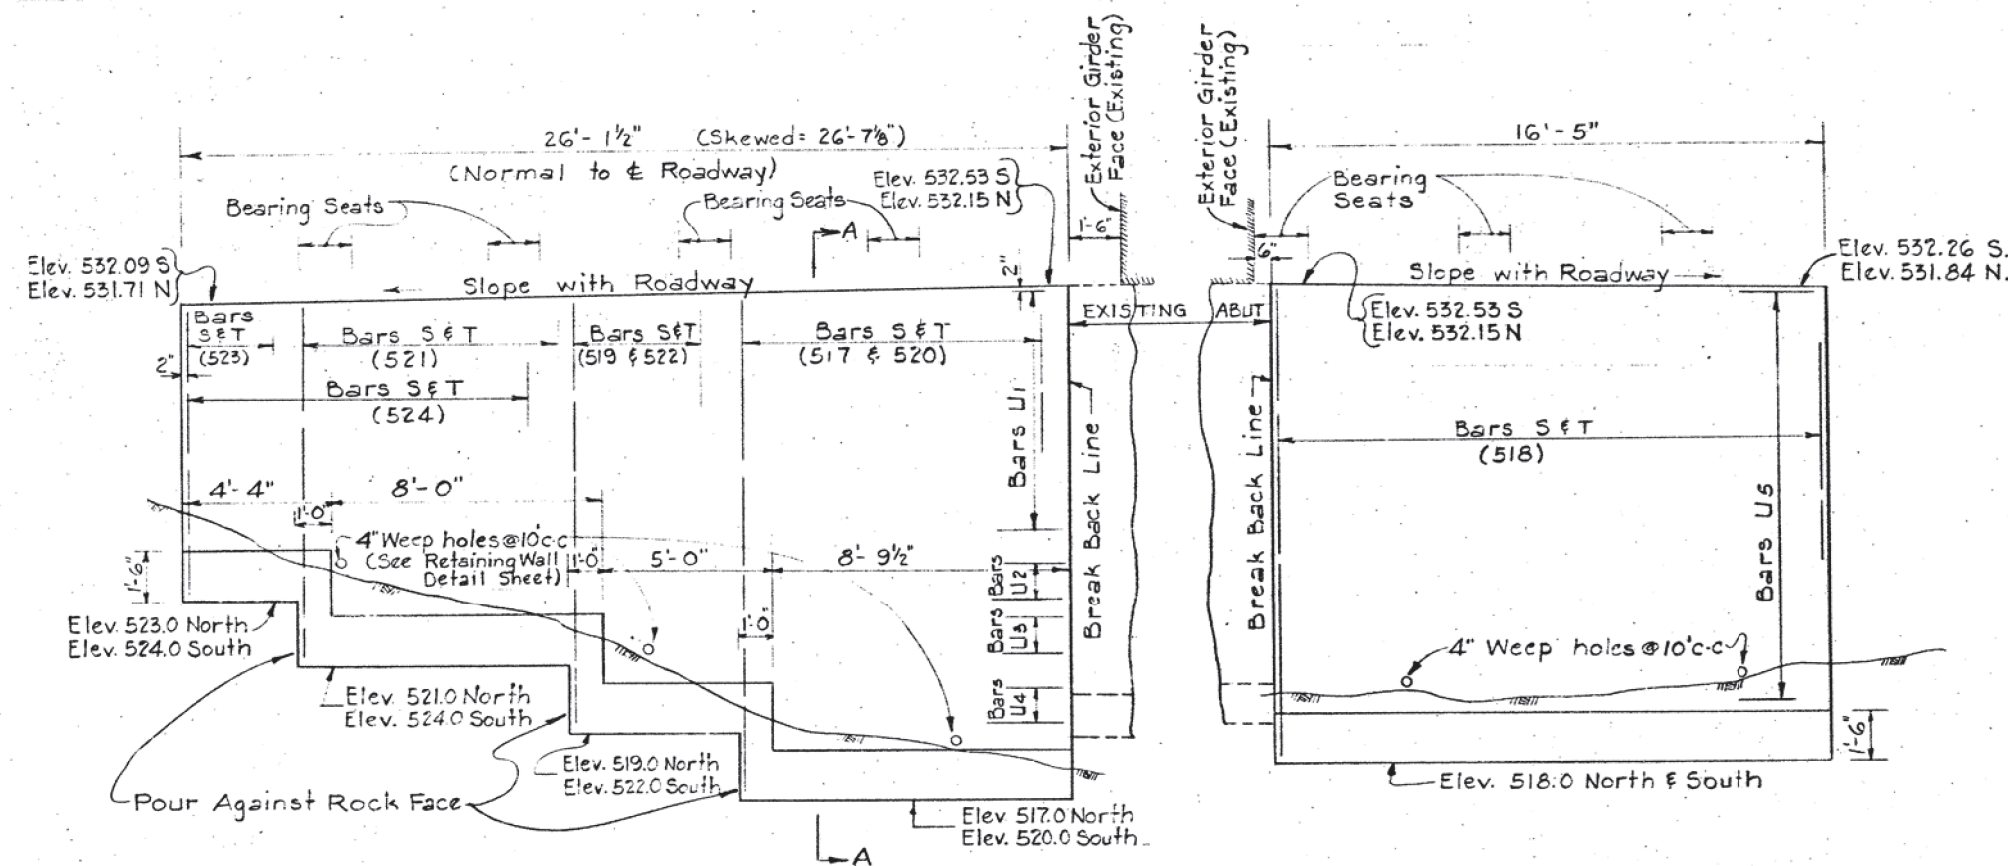 26'- 1½" (Skewed= 26'-7⅛")
(Normal to ⅊ Roadway)
Exterior Girder
Face (Existing)
Exterior Girder
Face (Existing)
16'-5"
Elev. 532.53 S
Elev. 532.15 N
Bearing Seats
Bearing Seats
A
1'-6"
6"
Bearing
Seats
Elev. 532.09 S
Elev. 531.71 N
Slope with Roadway
2"
Slope with Roadway
Elev. 532.26 S.
Elev. 531.84 N.
Bars
S & T
(523)
Bars S & T
(521)
Bars S&T
(519 & 522)
Bars S & T
(517 & 520)
EXISTING ABUT
Elev. 532.53 S
Elev. 532.15 N
2"
Bars S & T
(524)
Bars U1
Break Back Line
Break Back Line
Bars S & T
(518)
Bars U5
4'-4"
8'-0"
1'-0"
4" Weep holes@10'c-c
(See Retaining Wall
Detail Sheet)
1'-0"
5'-0"
8'-9½"
1'-6"
Bars
U2
Bars
U3
Bars
U4
1'-0"
Elev. 523.0 North
Elev. 524.0 South
4" Weep holes @10'c-c
Elev. 521.0 North
Elev. 524.0 South
1'-6"
Elev. 519.0 North
Elev. 522.0 South
Pour Against Rock Face
Elev. 518.0 North & South
Elev. 517.0 North
Elev. 520.0 South
A